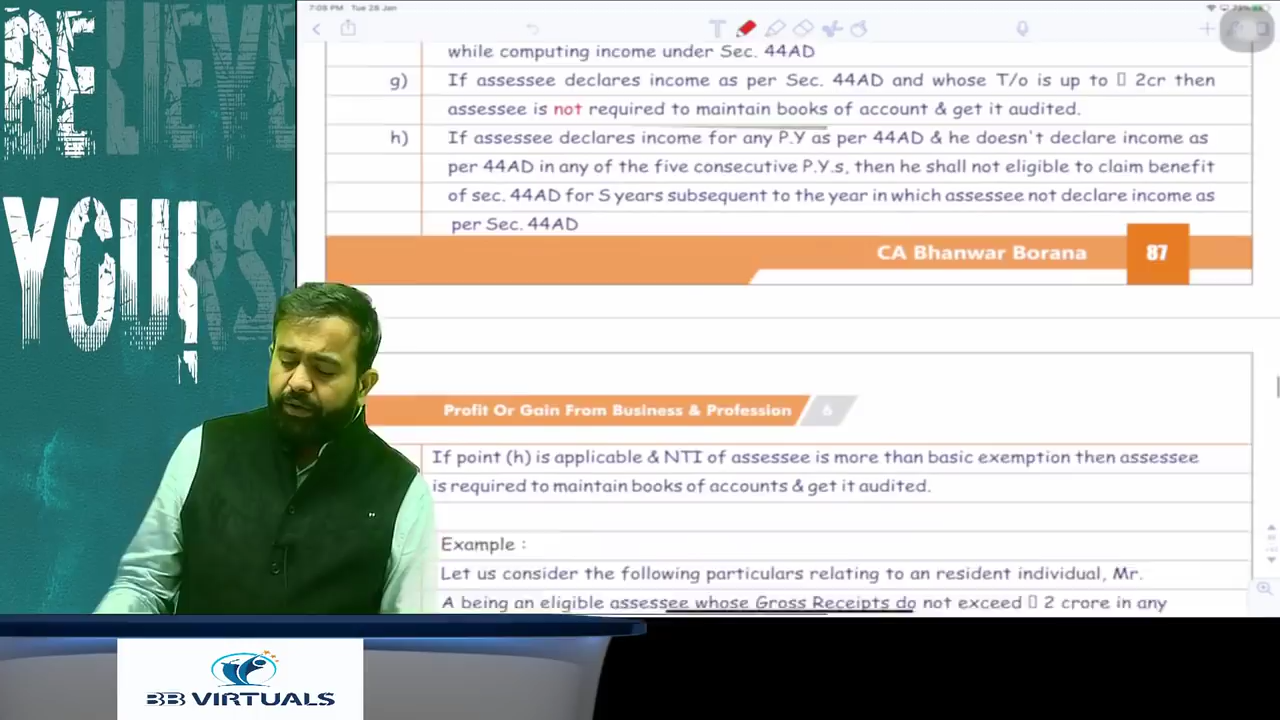 7:08 PM Tue 28 Jan
BELIEVE
YOURS
while computing income under Sec. 44AD
g) If assessee declares income as per Sec. 44AD and whose T/o is up to ▯ 2cr then
assessee is not required to maintain books of account & get it audited.
h) If assessee declares income for any P.Y as per 44AD & he doesn't declare income as
per 44AD in any of the five consecutive P.Y.s, then he shall not eligible to claim benefit
of sec. 44AD for 5 years subsequent to the year in which assessee not declare income as
per Sec. 44AD
CA Bhanwar Borana 87
Profit Or Gain From Business & Profession 6
If point (h) is applicable & NTI of assessee is more than basic exemption then assessee
is required to maintain books of accounts & get it audited.
Example :
Let us consider the following particulars relating to an resident individual, Mr.
A being an eligible assessee whose Gross Receipts do not exceed ▯ 2 crore in any
BB VIRTUALS